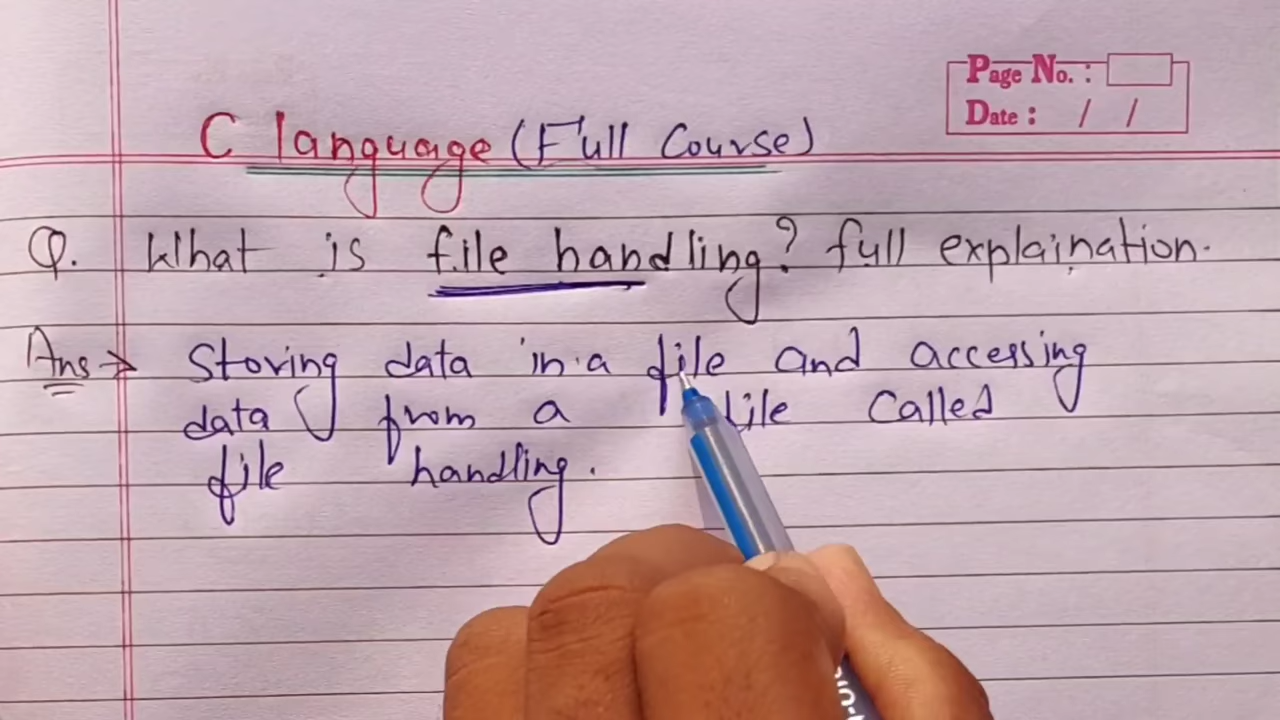 Page No. :
Date : / /
C language (Full Course)
Q. What is file handling? full explaination.
Ans → Storing data in a file and accessing
data from a file called
file handling.